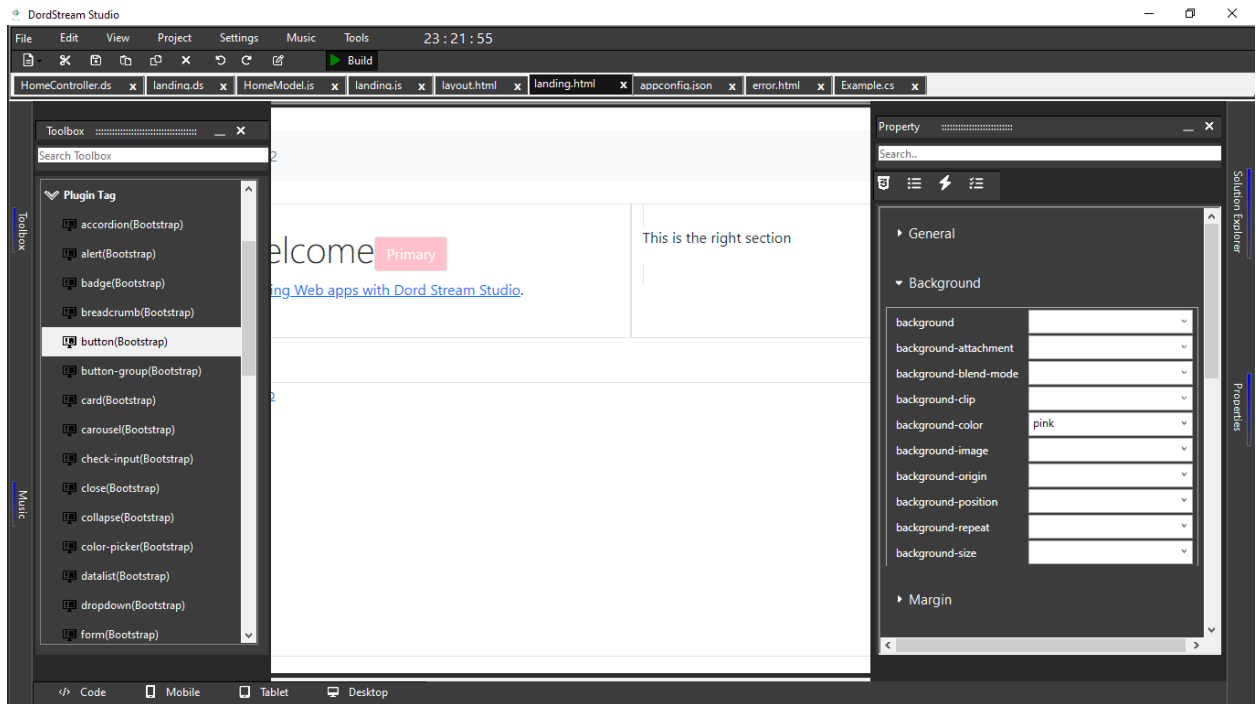 DordStream Studio
File Edit View Project Settings Music Tools 23:21:55
Build
HomeController.ds x landing.ds x HomeModel.js x landing.js x layout.html x landing.html x appconfig.json x error.html x Example.cs x
Toolbox
Search Toolbox
Plugin Tag
accordion(Bootstrap)
alert(Bootstrap)
badge(Bootstrap)
breadcrumb(Bootstrap)
button(Bootstrap)
button-group(Bootstrap)
card(Bootstrap)
carousel(Bootstrap)
check-input(Bootstrap)
close(Bootstrap)
collapse(Bootstrap)
color-picker(Bootstrap)
datalist(Bootstrap)
dropdown(Bootstrap)
form(Bootstrap)
Toolbox
Music
2
elcome Primary
ing Web apps with Dord Stream Studio.
This is the right section
Property
Search..
General
Background
background
background-attachment
background-blend-mode
background-clip
background-color pink
background-image
background-origin
background-position
background-repeat
background-size
Margin
Solution Explorer
Properties
</> Code Mobile Tablet Desktop